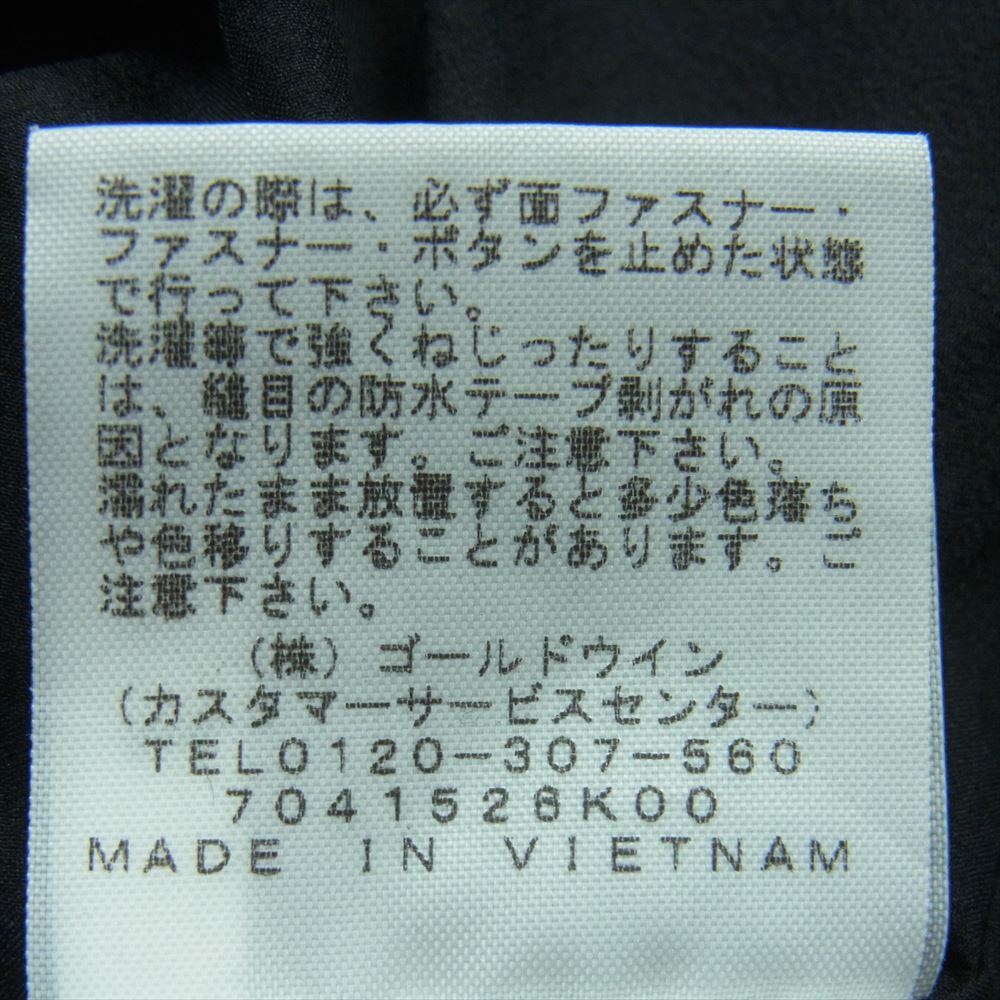 洗濯の際は、必ず面ファスナー・
ファスナー・ボタンを止めた状態
で行って下さい。
洗濯等で強くねじったりすること
は、縫目の防水テープ剥がれの原
因となります。ご注意下さい。
濡れたまま放置すると多少色落ち
や色移りすることがあります。ご
注意下さい。
(株)ゴールドウイン
(カスタマーサービスセンター)
TEL0120-307-560
7041526K00
MADE IN VIETNAM